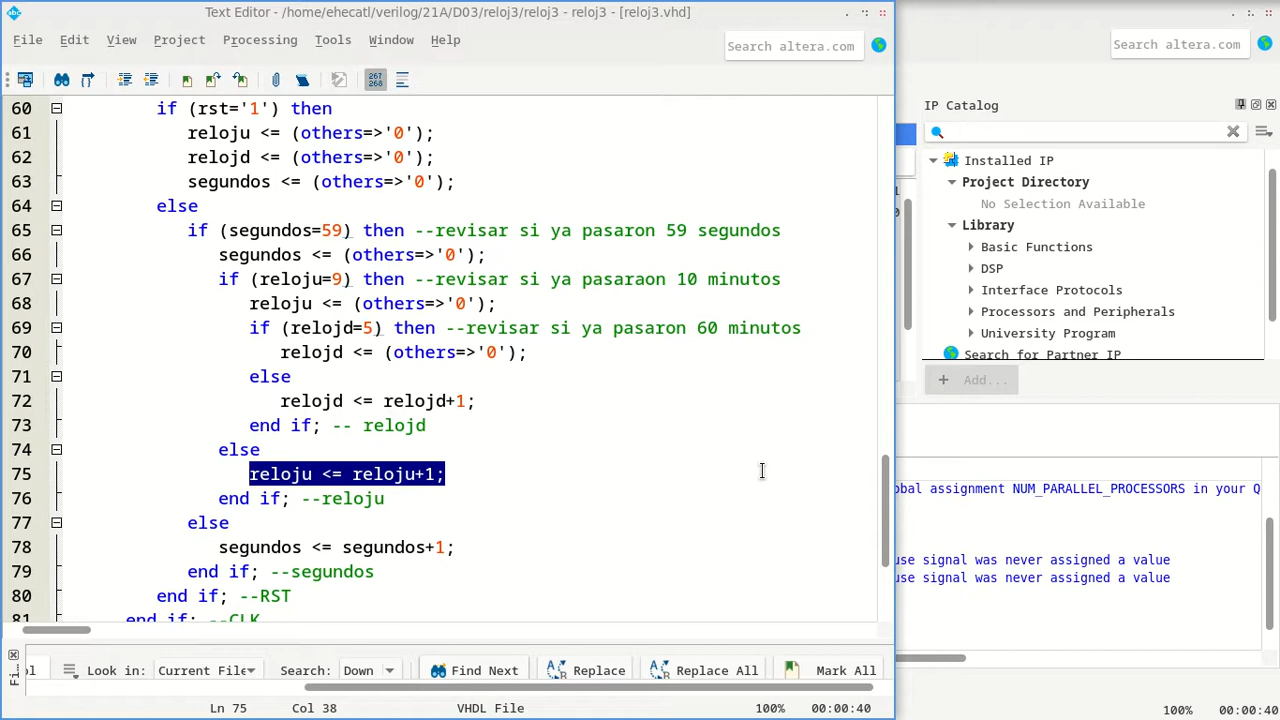 abc
Text Editor - /home/ehecatl/verilog/21A/D03/reloj3/reloj3 - reloj3 - [reloj3.vhd]
File Edit View Project Processing Tools Window Help
Search altera.com
Search altera.com
267
268
60 if (rst='1') then
61 reloju <= (others=>'0');
62 relojd <= (others=>'0');
63 segundos <= (others=>'0');
64 else
65 if (segundos=59) then --revisar si ya pasaron 59 segundos
66 segundos <= (others=>'0');
67 if (reloju=9) then --revisar si ya pasaraon 10 minutos
68 reloju <= (others=>'0');
69 if (relojd=5) then --revisar si ya pasaron 60 minutos
70 relojd <= (others=>'0');
71 else
72 relojd <= relojd+1;
73 end if; -- relojd
74 else
75 reloju <= reloju+1;
76 end if; --reloju
77 else
78 segundos <= segundos+1;
79 end if; --segundos
80 end if; --RST
81 end if; --CLK
Look in: Current File Search: Down Find Next Replace Replace All Mark All
Ln 75 Col 38 VHDL File 100% 00:00:40
IP Catalog
Installed IP
Project Directory
No Selection Available
Library
Basic Functions
DSP
Interface Protocols
Processors and Peripherals
University Program
Search for Partner IP
+ Add...
obal assignment NUM_PARALLEL_PROCESSORS in your Q
use signal was never assigned a value
use signal was never assigned a value
100% 00:00:40